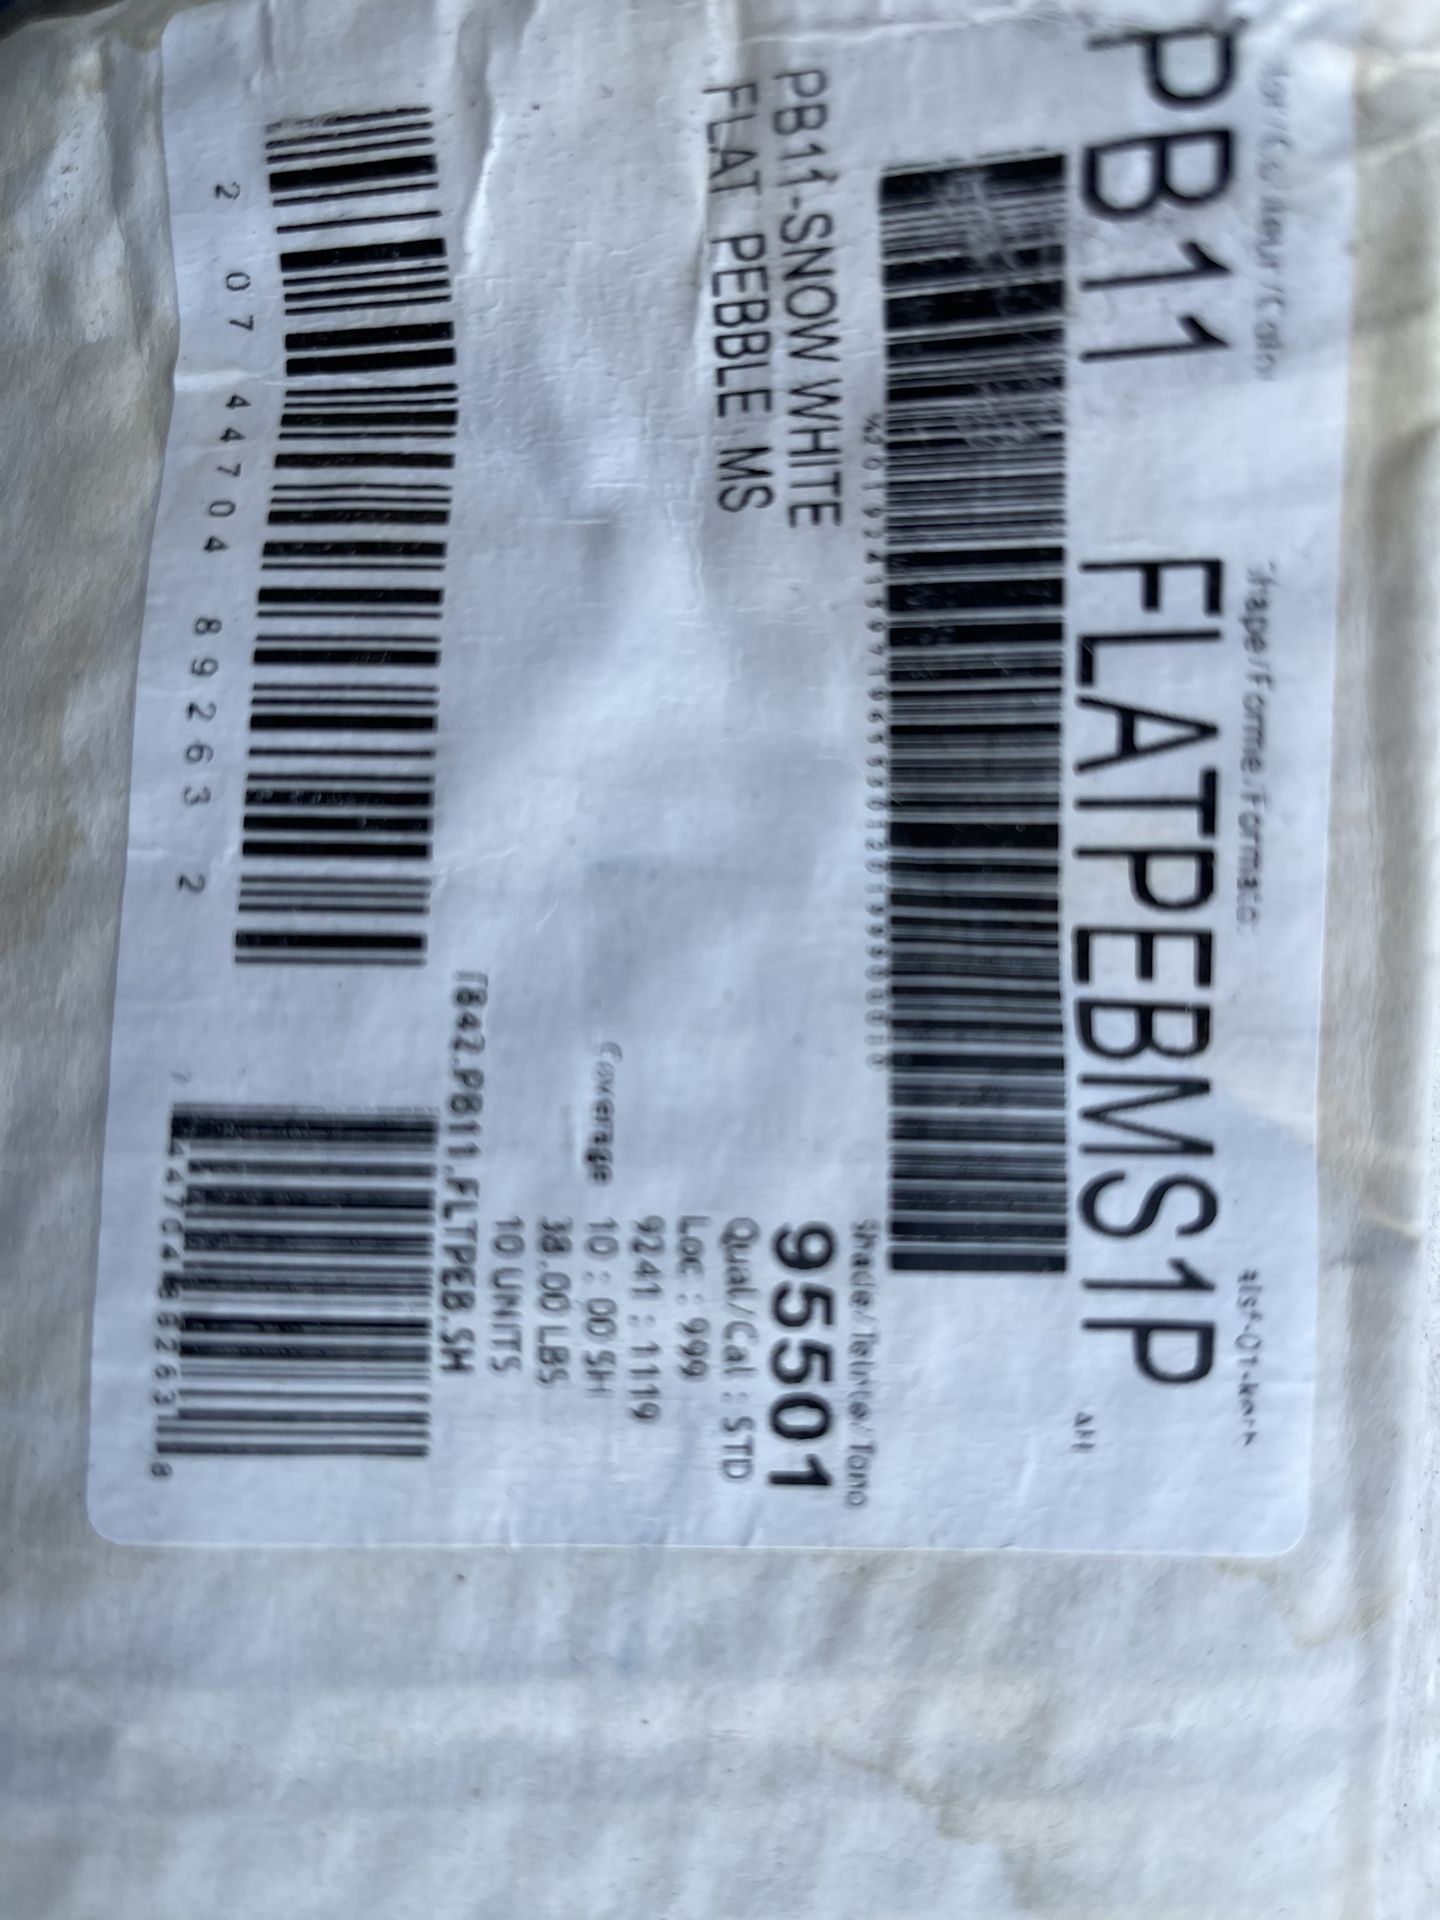 PB11 FLATPEBMS1P
Shape/Forme/Formato:
PB11-SNOW WHITE
FLAT PEBBLE MS
Shade/Teinte/Tono
95501
Qual/Cal : STD
Loc : 999
9241 : 1119
Coverage 10 : 00 SH
38.00 LBS
10 UNITS
T842.PB11.FLTPEB.SH
2 07 44704 89263 2